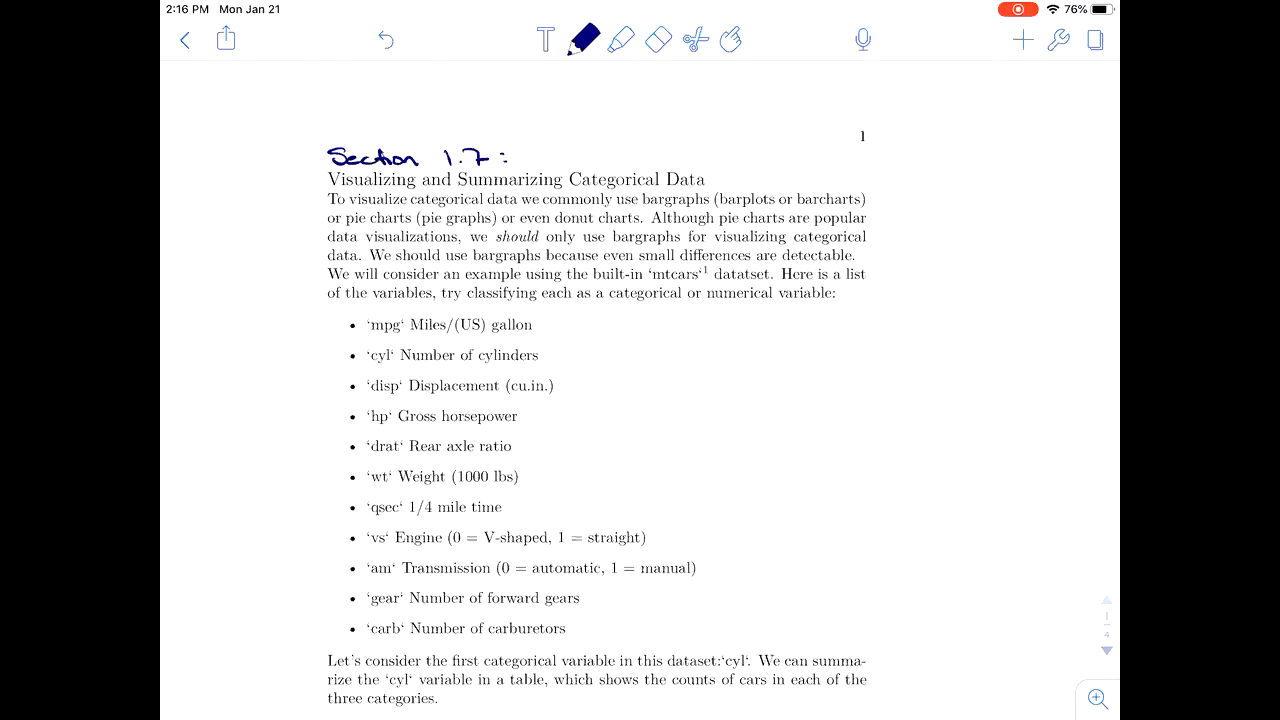 2:16 PM Mon Jan 21
76%
T
1
Section 1.7 :
Visualizing and Summarizing Categorical Data
To visualize categorical data we commonly use bargraphs (barplots or barcharts)
or pie charts (pie graphs) or even donut charts. Although pie charts are popular
data visualizations, we should only use bargraphs for visualizing categorical
data. We should use bargraphs because even small differences are detectable.
We will consider an example using the built-in ‘mtcars‘1 datatset. Here is a list
of the variables, try classifying each as a categorical or numerical variable:
• ‘mpg‘ Miles/(US) gallon
• ‘cyl‘ Number of cylinders
• ‘disp‘ Displacement (cu.in.)
• ‘hp‘ Gross horsepower
• ‘drat‘ Rear axle ratio
• ‘wt‘ Weight (1000 lbs)
• ‘qsec‘ 1/4 mile time
• ‘vs‘ Engine (0 = V-shaped, 1 = straight)
• ‘am‘ Transmission (0 = automatic, 1 = manual)
• ‘gear‘ Number of forward gears
• ‘carb‘ Number of carburetors
1
4
Let's consider the first categorical variable in this dataset:‘cyl‘. We can summa-
rize the ‘cyl‘ variable in a table, which shows the counts of cars in each of the
three categories.